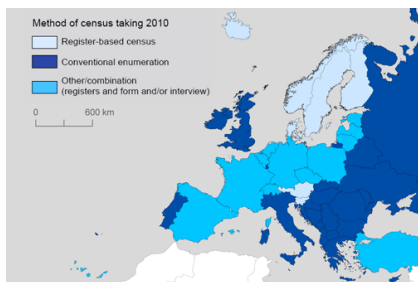 Method of census taking 2010
Register-based census
Conventional enumeration
Other/combination
(registers and form and/or interview)
0 600 km